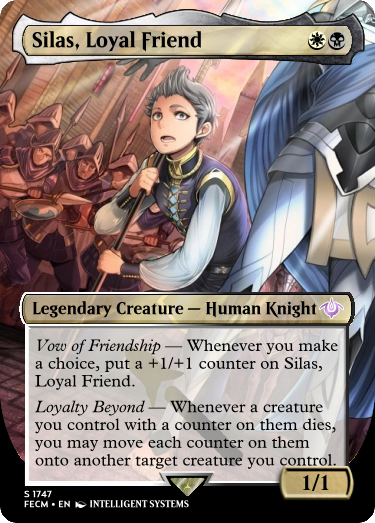 Silas, Loyal Friend
Legendary Creature — Human Knight
Vow of Friendship — Whenever you make
a choice, put a +1/+1 counter on Silas,
Loyal Friend.
Loyalty Beyond — Whenever a creature
you control with a counter on them dies,
you may move each counter on them
onto another target creature you control.
1/1
S 1747
FECM • EN INTELLIGENT SYSTEMS